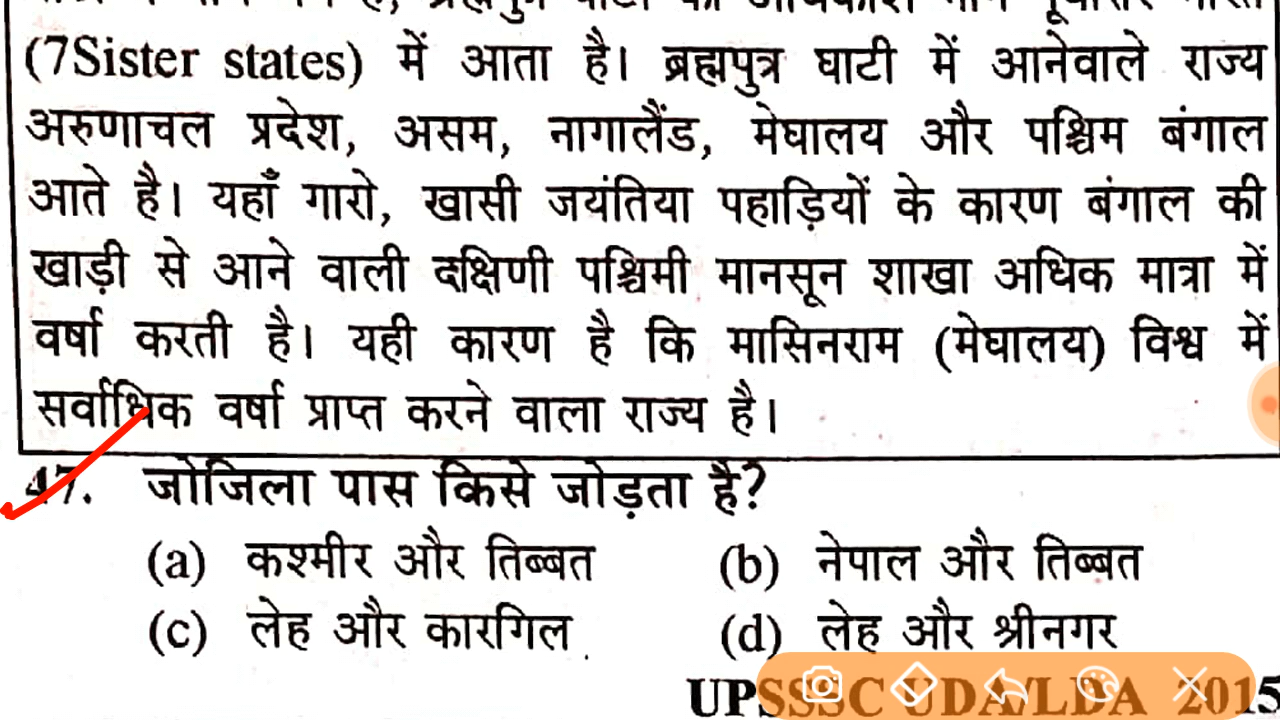 (7Sister states) में आता है। ब्रह्मपुत्र घाटी में आनेवाले राज्य
अरुणाचल प्रदेश, असम, नागालैंड, मेघालय और पश्चिम बंगाल
आते है। यहाँ गारो, खासी जयंतिया पहाड़ियों के कारण बंगाल की
खाड़ी से आने वाली दक्षिणी पश्चिमी मानसून शाखा अधिक मात्रा में
वर्षा करती है। यही कारण है कि मासिनराम (मेघालय) विश्व में
सर्वाधिक वर्षा प्राप्त करने वाला राज्य है।
47. जोजिला पास किसे जोड़ता है?
(a) कश्मीर और तिब्बत (b) नेपाल और तिब्बत
(c) लेह और कारगिल (d) लेह और श्रीनगर
UPSSSC UDA/LDA 2015